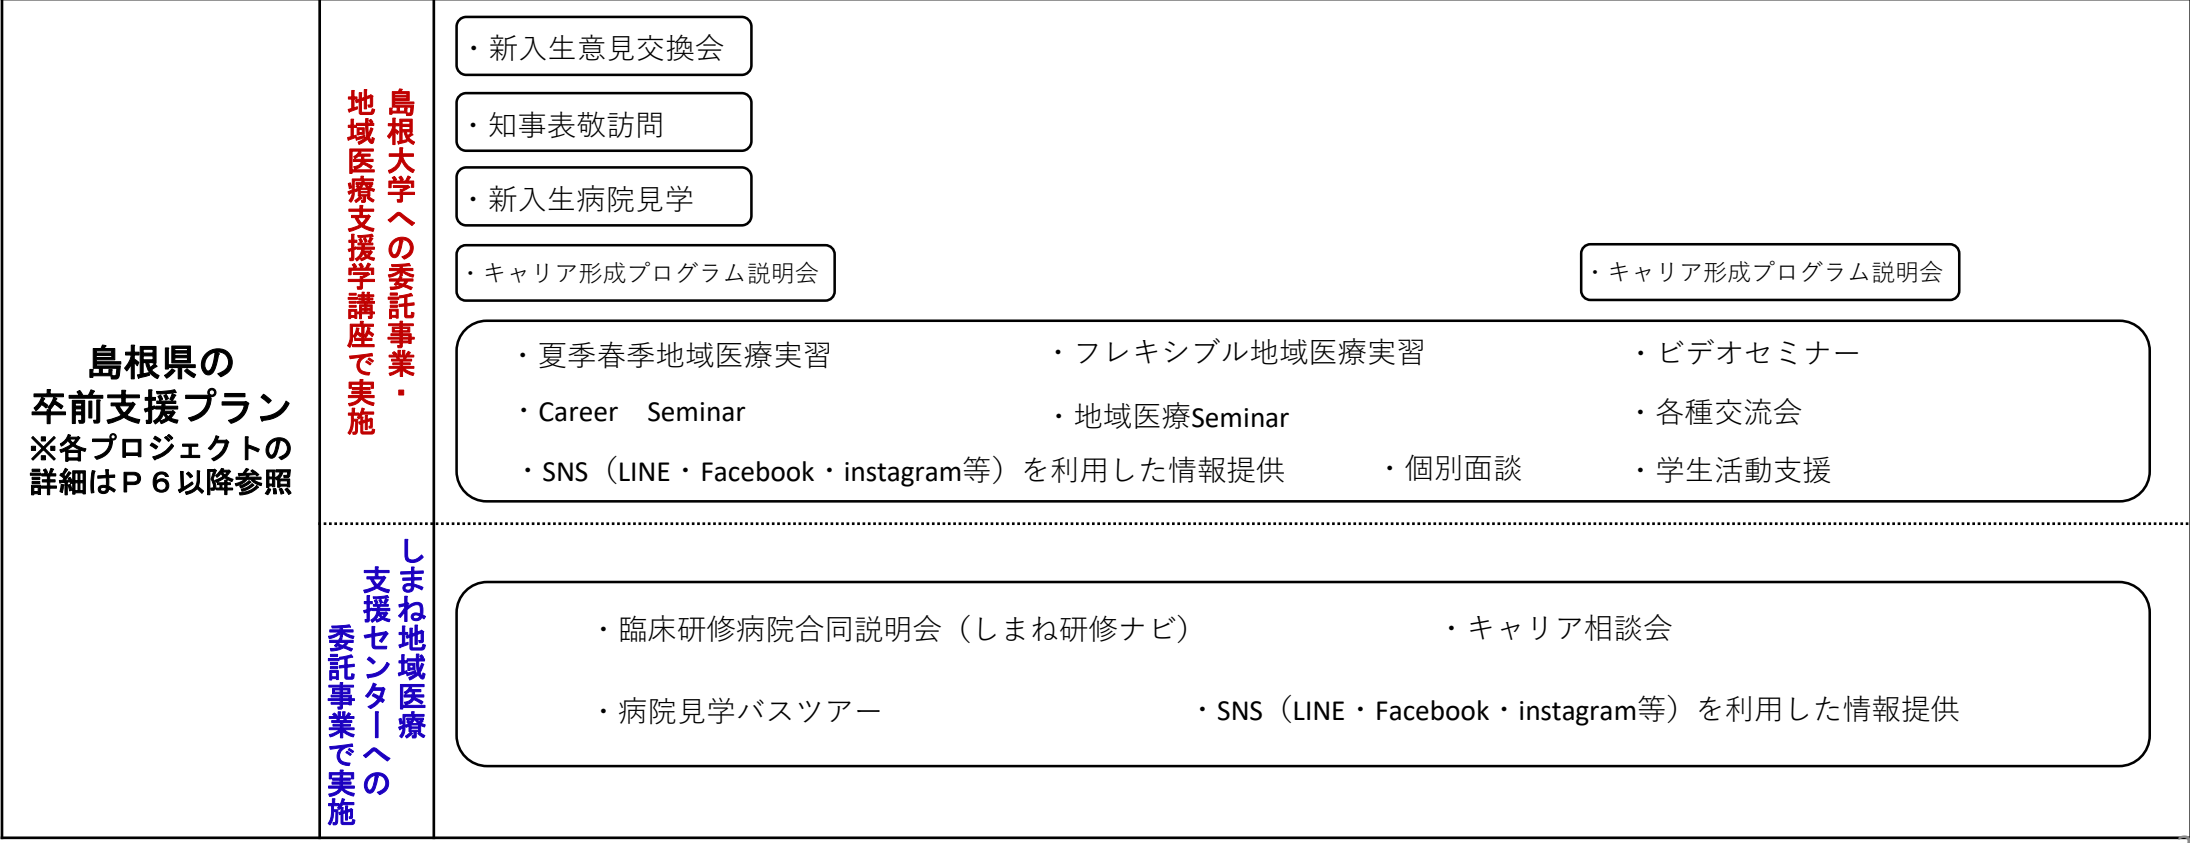 島根県の
卒前支援プラン
※各プロジェクトの
詳細はＰ６以降参照
島根大学への委託事業・
地域医療支援学講座で実施
・新入生意見交換会
・知事表敬訪問
・新入生病院見学
・キャリア形成プログラム説明会
・キャリア形成プログラム説明会
・夏季春季地域医療実習
・フレキシブル地域医療実習
・ビデオセミナー
・Career　Seminar
・地域医療Seminar
・各種交流会
・SNS（LINE・Facebook・instagram等）を利用した情報提供
・個別面談
・学生活動支援
しまね地域医療
支援センターへの
委託事業で実施
・臨床研修病院合同説明会（しまね研修ナビ）
・キャリア相談会
・病院見学バスツアー
・SNS（LINE・Facebook・instagram等）を利用した情報提供